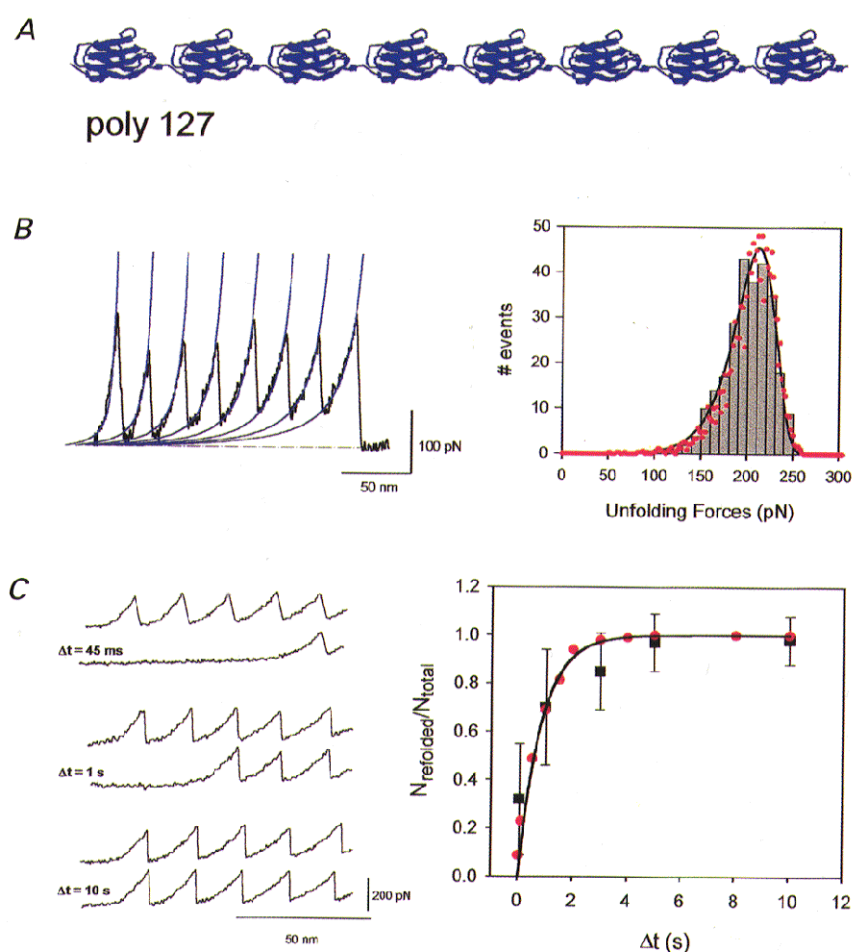 A
poly 127
B
100 pN
50 nm
# events
50
40
30
20
10
0
0 50 100 150 200 250 300
Unfolding Forces (pN)
C
Δt = 45 ms
Δt = 1 s
Δt = 10 s
200 pN
50 nm
N_refolded/N_total
1.2
1.0
0.8
0.6
0.4
0.2
0.0
0 2 4 6 8 10 12
Δt (s)